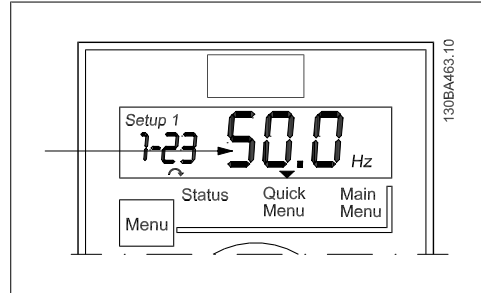 130BA463.10
Setup 1
1-23 50.0 Hz
Status Quick Menu Main Menu
Menu